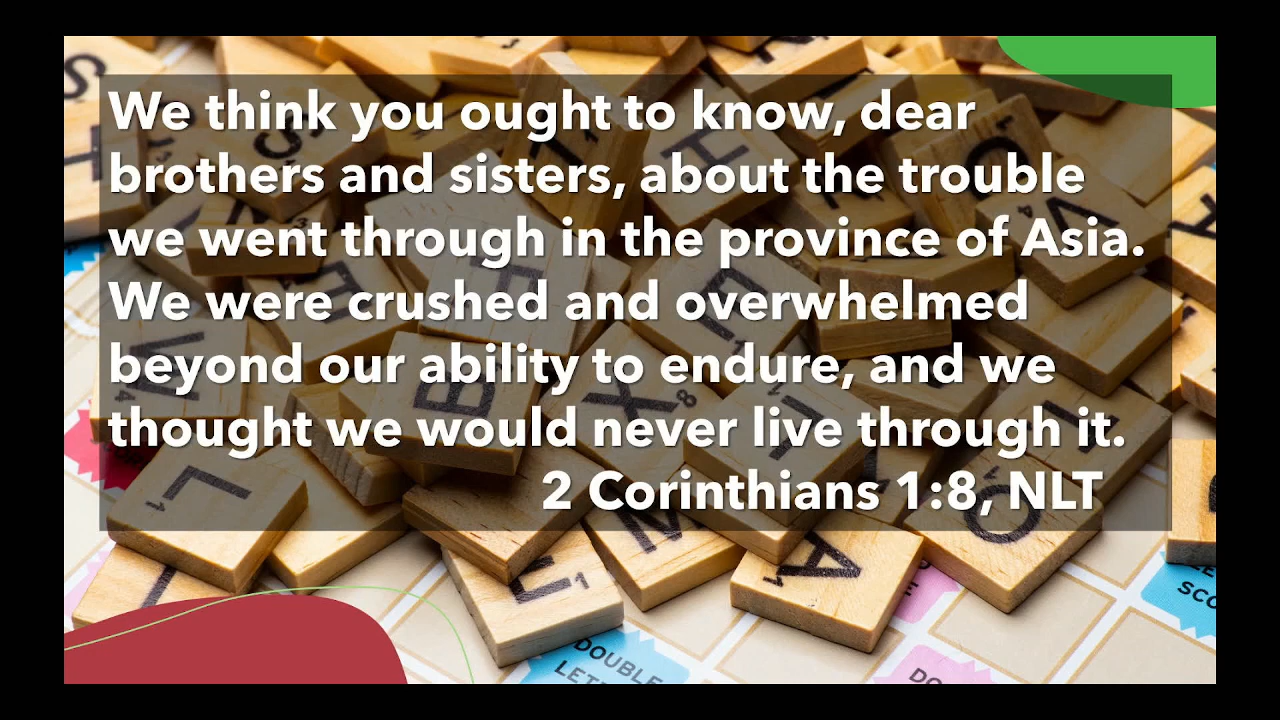 We think you ought to know, dear
brothers and sisters, about the trouble
we went through in the province of Asia.
We were crushed and overwhelmed
beyond our ability to endure, and we
thought we would never live through it.
2 Corinthians 1:8, NLT
DOUBLE